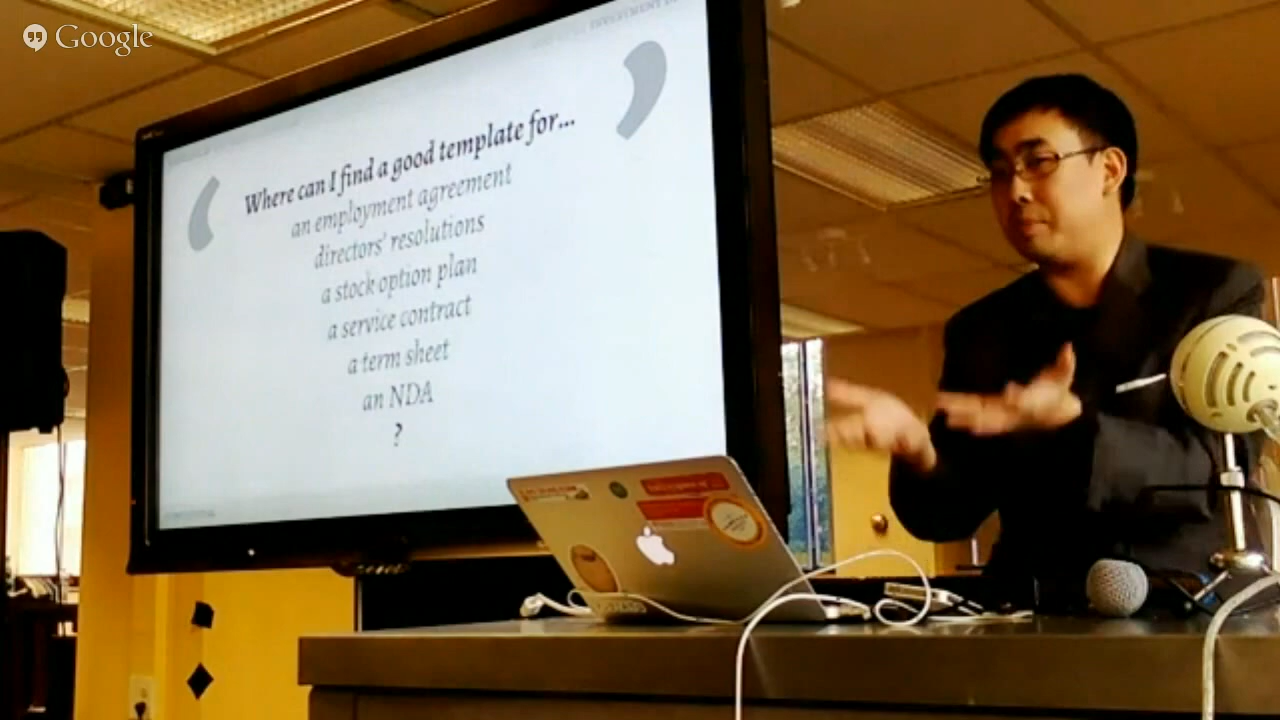 Google
INVESTMENT
Where can I find a good template for...
an employment agreement
directors' resolutions
a stock option plan
a service contract
a term sheet
an NDA
?